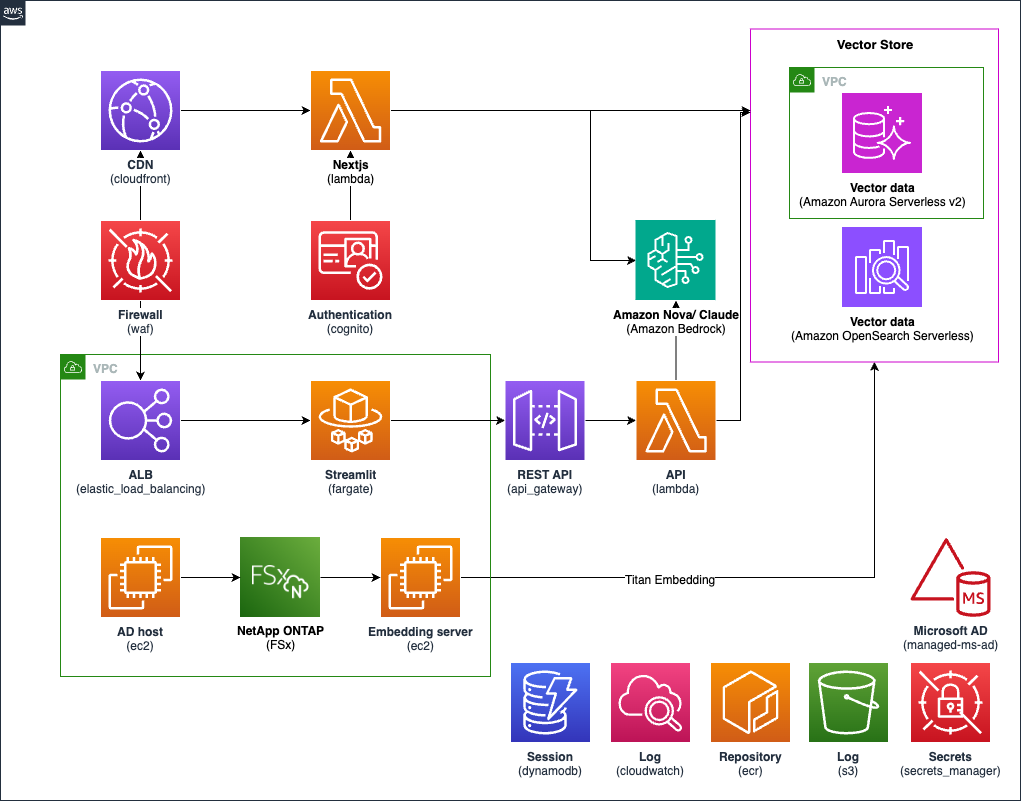 aws
Vector Store
VPC
Vector data
(Amazon Aurora Serverless v2)
Vector data
(Amazon OpenSearch Serverless)
CDN
(cloudfront)
Nextjs
(lambda)
Firewall
(waf)
Authentication
(cognito)
Amazon Nova/ Claude
(Amazon Bedrock)
VPC
ALB
(elastic_load_balancing)
Streamlit
(fargate)
REST API
(api_gateway)
API
(lambda)
FSx
N
AD host
(ec2)
NetApp ONTAP
(FSx)
Embedding server
(ec2)
Titan Embedding
MS
Microsoft AD
(managed-ms-ad)
Session
(dynamodb)
Log
(cloudwatch)
Repository
(ecr)
Log
(s3)
Secrets
(secrets_manager)